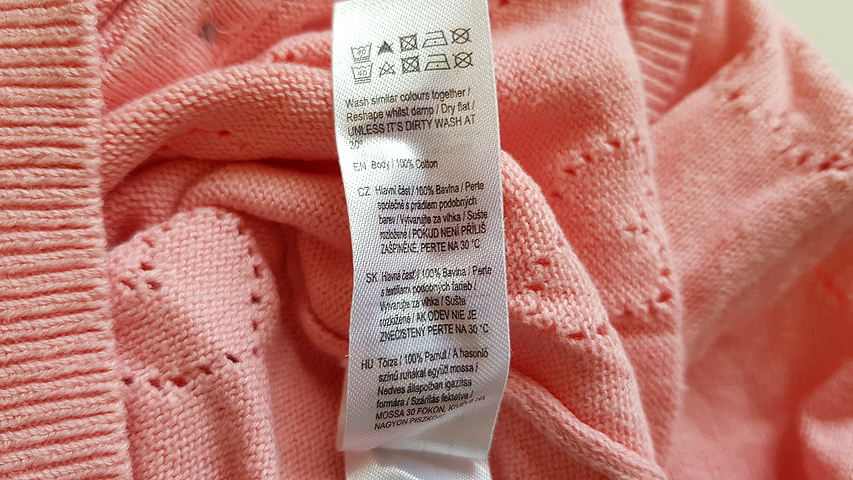 Wash similar colours together /
Reshape whilst damp / Dry flat /
UNLESS IT'S DIRTY WASH AT
30°
EN Body / 100% Cotton
CZ Hlavní část / 100% Bavlna / Perte
společně s prádlem podobných
barev / Vytvarujte za vlhka / Sušte
rozložené / POKUD NENÍ PŘÍLIŠ
ZAŠPINĚNÉ, PERTE NA 30 °C
SK Hlavná časť / 100% Bavlna / Perte
s textíliami podobných farieb /
Vytvarujte za vlhka / Sušte
rozložené / AK ODEV NIE JE
ZNEČISTENÝ PERTE NA 30 °C
HU Törzs / 100% Pamut / A hasonló
színű ruhákat együtt mossa /
Nedves állapotban igazítsa
formára / Szárítás fektetve /
MOSSA 30 FOKON, KIVÉVE HA
NAGYON